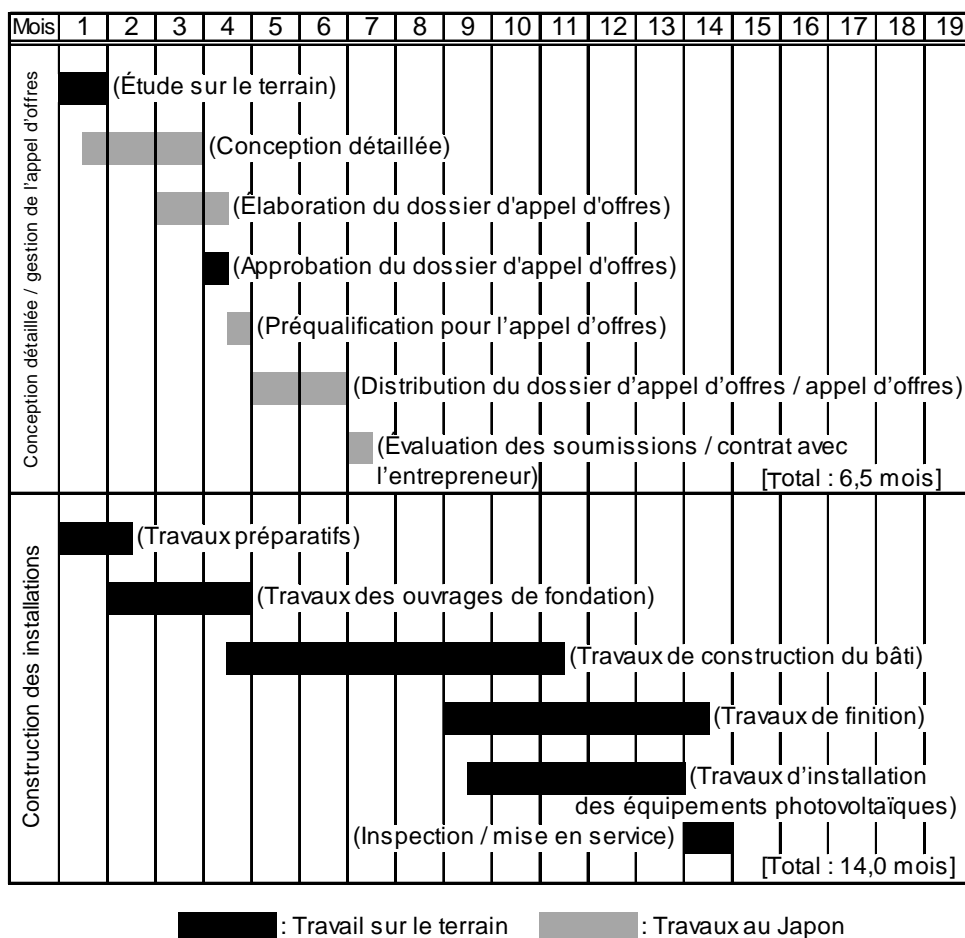 Mois 1 2 3 4 5 6 7 8 9 10 11 12 13 14 15 16 17 18 19
Conception détaillée / gestion de l'appel d'offres
(Étude sur le terrain)
(Conception détaillée)
(Élaboration du dossier d'appel d'offres)
(Approbation du dossier d'appel d'offres)
(Préqualification pour l'appel d'offres)
(Distribution du dossier d'appel d'offres / appel d'offres)
(Évaluation des soumissions / contrat avec
l'entrepreneur)
[Total : 6,5 mois]
Construction des installations
(Travaux préparatifs)
(Travaux des ouvrages de fondation)
(Travaux de construction du bâti)
(Travaux de finition)
(Travaux d'installation
des équipements photovoltaïques)
(Inspection / mise en service)
[Total : 14,0 mois]
: Travail sur le terrain : Travaux au Japon